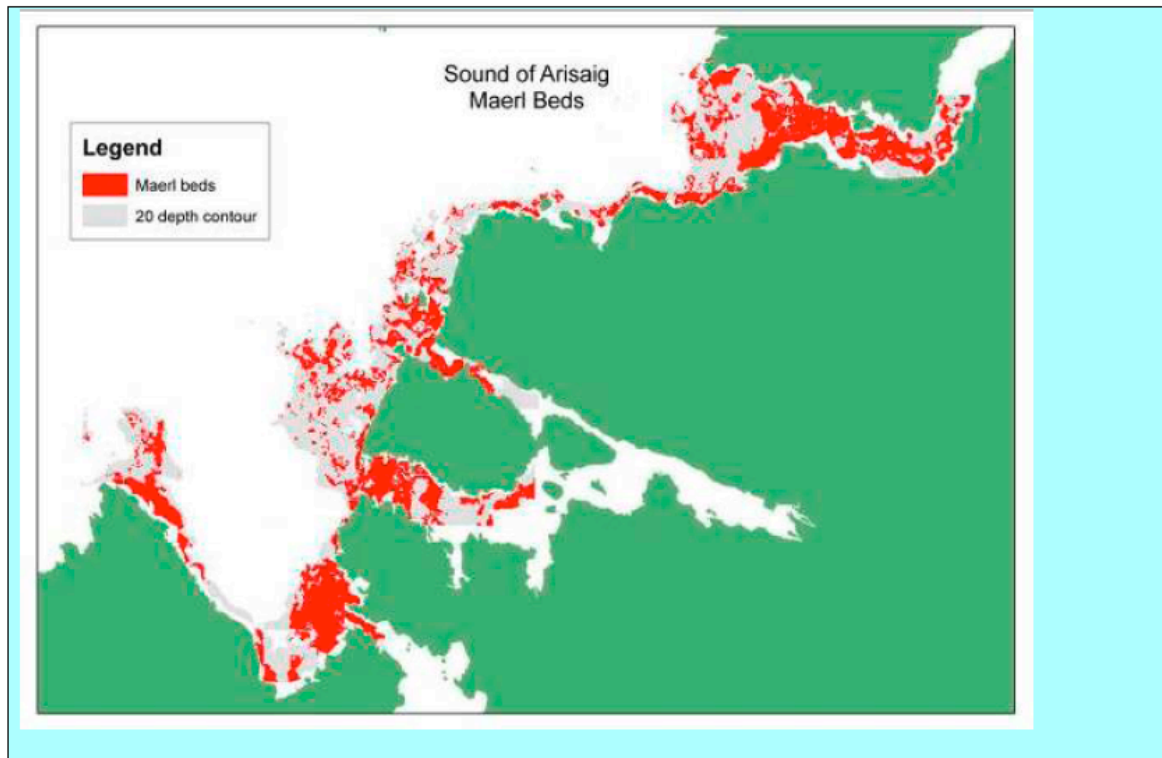 Sound of Arisaig
Maerl Beds
Legend
Maerl beds
20 depth contour